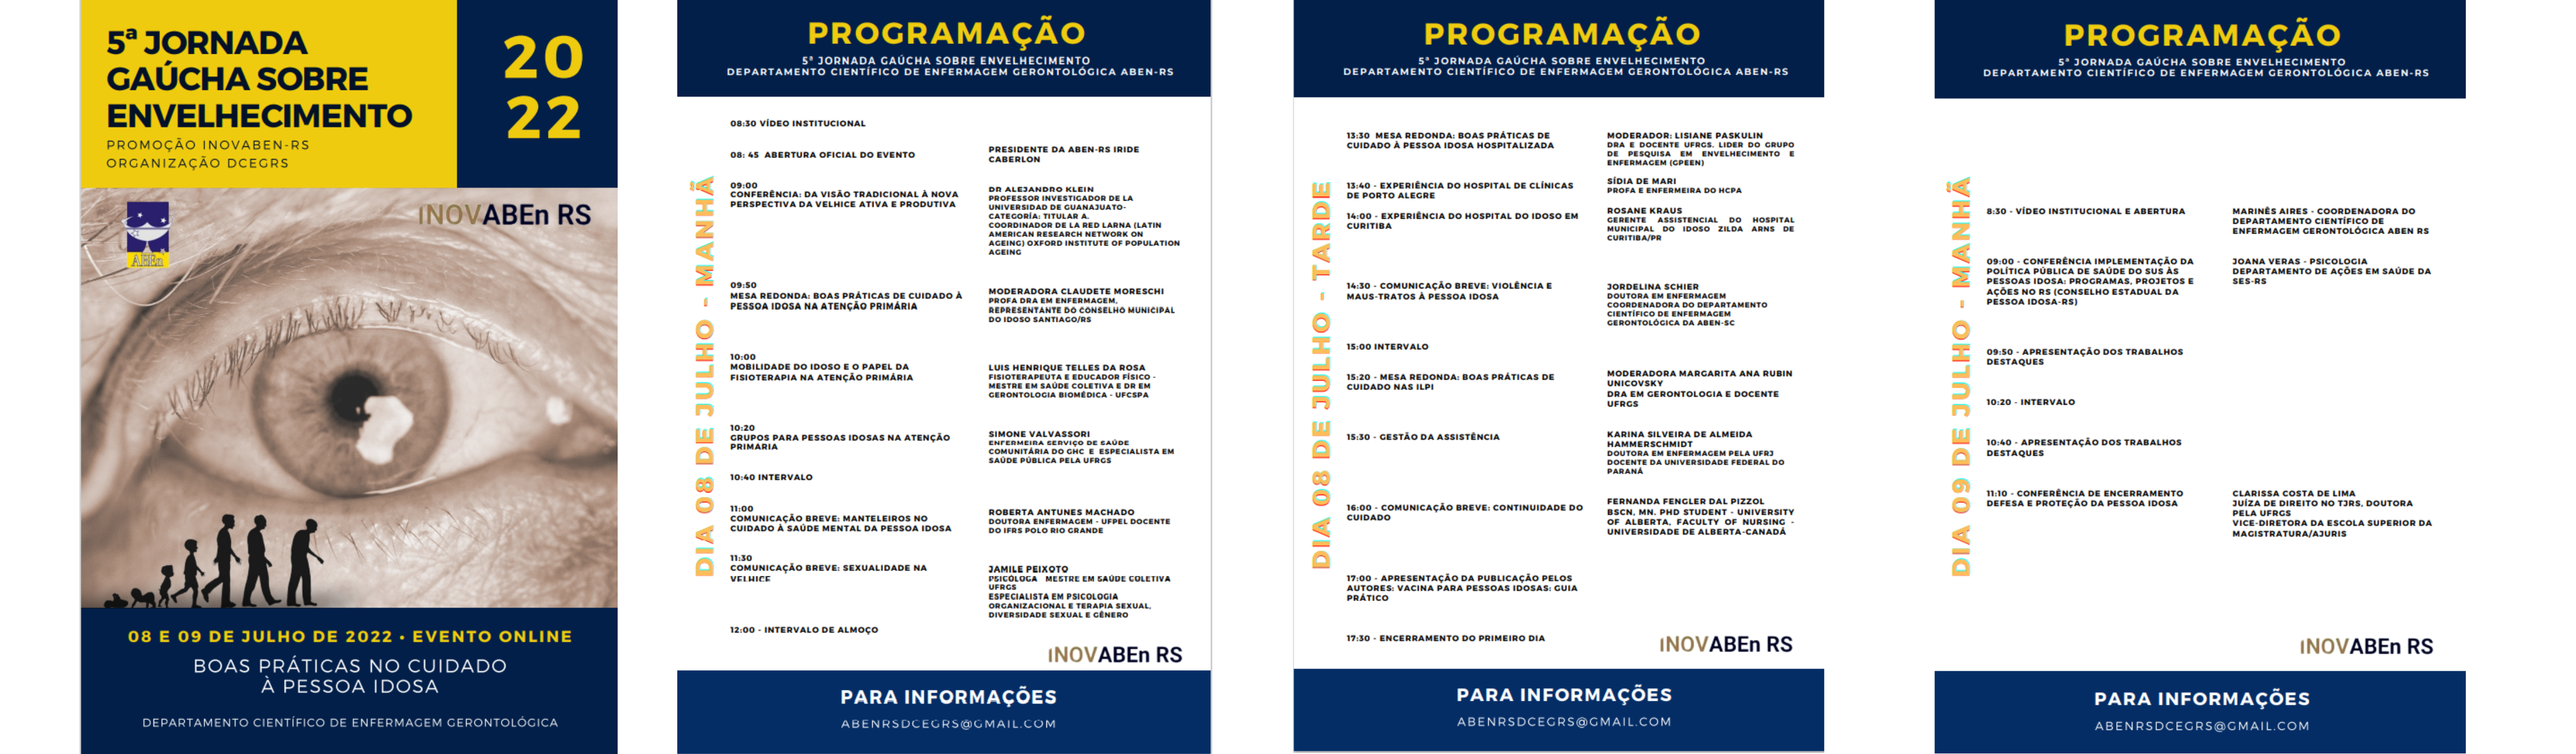 5ª JORNADA
GAÚCHA SOBRE
ENVELHECIMENTO
PROMOÇÃO INOVABEN-RS
ORGANIZAÇÃO DCEGRS
20
22
ABEn
iNOVABEn RS
08 E 09 DE JULHO DE 2022 • EVENTO ONLINE
BOAS PRÁTICAS NO CUIDADO
À PESSOA IDOSA
DEPARTAMENTO CIENTÍFICO DE ENFERMAGEM GERONTOLÓGICA
PROGRAMAÇÃO
5ª JORNADA GAÚCHA SOBRE ENVELHECIMENTO
DEPARTAMENTO CIENTÍFICO DE ENFERMAGEM GERONTOLÓGICA ABEN-RS
DIA 08 DE JULHO - MANHÃ
08:30 VÍDEO INSTITUCIONAL
08: 45 ABERTURA OFICIAL DO EVENTO
PRESIDENTE DA ABEN-RS IRIDE
CABERLON
09:00
CONFERÊNCIA: DA VISÃO TRADICIONAL À NOVA
PERSPECTIVA DA VELHICE ATIVA E PRODUTIVA
DR ALEJANDRO KLEIN
PROFESSOR INVESTIGADOR DE LA
UNIVERSIDAD DE GUANAJUATO-
CATEGORÍA: TITULAR A.
COORDINADOR DE LA RED LARNA (LATIN
AMERICAN RESEARCH NETWORK ON
AGEING) OXFORD INSTITUTE OF POPULATION
AGEING
09:50
MESA REDONDA: BOAS PRÁTICAS DE CUIDADO À
PESSOA IDOSA NA ATENÇÃO PRIMÁRIA
MODERADORA CLAUDETE MORESCHI
PROFA DRA EM ENFERMAGEM,
REPRESENTANTE DO CONSELHO MUNICIPAL
DO IDOSO SANTIAGO/RS
10:00
MOBILIDADE DO IDOSO E O PAPEL DA
FISIOTERAPIA NA ATENÇÃO PRIMÁRIA
LUIS HENRIQUE TELLES DA ROSA
FISIOTERAPEUTA E EDUCADOR FÍSICO -
MESTRE EM SAÚDE COLETIVA E DR EM
GERONTOLOGIA BIOMÉDICA - UFCSPA
10:20
GRUPOS PARA PESSOAS IDOSAS NA ATENÇÃO
PRIMARIA
SIMONE VALVASSORI
ENFERMEIRA SERVIÇO DE SAÚDE
COMUNITÁRIA DO GHC E ESPECIALISTA EM
SAÚDE PÚBLICA PELA UFRGS
10:40 INTERVALO
11:00
COMUNICAÇÃO BREVE: MANTELEIROS NO
CUIDADO À SAÚDE MENTAL DA PESSOA IDOSA
ROBERTA ANTUNES MACHADO
DOUTORA ENFERMAGEM - UFPEL DOCENTE
DO IFRS POLO RIO GRANDE
11:30
COMUNICAÇÃO BREVE: SEXUALIDADE NA
VELHICE
JAMILE PEIXOTO
PSICÓLOGA MESTRE EM SAÚDE COLETIVA
UFRGS
ESPECIALISTA EM PSICOLOGIA
ORGANIZACIONAL E TERAPIA SEXUAL,
DIVERSIDADE SEXUAL E GÊNERO
12:00 - INTERVALO DE ALMOÇO
iNOVABEn RS
PARA INFORMAÇÕES
ABENRSDCEGRS@GMAIL.COM
PROGRAMAÇÃO
5ª JORNADA GAÚCHA SOBRE ENVELHECIMENTO
DEPARTAMENTO CIENTÍFICO DE ENFERMAGEM GERONTOLÓGICA ABEN-RS
DIA 08 DE JULHO - TARDE
13:30 MESA REDONDA: BOAS PRÁTICAS DE
CUIDADO À PESSOA IDOSA HOSPITALIZADA
MODERADOR: LISIANE PASKULIN
DRA E DOCENTE UFRGS. LIDER DO GRUPO
DE PESQUISA EM ENVELHECIMENTO E
ENFERMAGEM (GPEEN)
13:40 - EXPERIÊNCIA DO HOSPITAL DE CLÍNICAS
DE PORTO ALEGRE
SÍDIA DE MARI
PROFA E ENFERMEIRA DO HCPA
14:00 - EXPERIÊNCIA DO HOSPITAL DO IDOSO EM
CURITIBA
ROSANE KRAUS
GERENTE ASSISTENCIAL DO HOSPITAL
MUNICIPAL DO IDOSO ZILDA ARNS DE
CURITIBA/PR
14:30 - COMUNICAÇÃO BREVE: VIOLÊNCIA E
MAUS-TRATOS À PESSOA IDOSA
JORDELINA SCHIER
DOUTORA EM ENFERMAGEM
COORDENADORA DO DEPARTAMENTO
CIENTÍFICO DE ENFERMAGEM
GERONTOLÓGICA DA ABEN-SC
15:00 INTERVALO
15:20 - MESA REDONDA: BOAS PRÁTICAS DE
CUIDADO NAS ILPI
MODERADORA MARGARITA ANA RUBIN
UNICOVSKY
DRA EM GERONTOLOGIA E DOCENTE
UFRGS
15:30 - GESTÃO DA ASSISTÊNCIA
KARINA SILVEIRA DE ALMEIDA
HAMMERSCHMIDT
DOUTORA EM ENFERMAGEM PELA UFRJ
DOCENTE DA UNIVERSIDADE FEDERAL DO
PARANÁ
16:00 - COMUNICAÇÃO BREVE: CONTINUIDADE DO
CUIDADO
FERNANDA FENGLER DAL PIZZOL
BSCN, MN. PHD STUDENT - UNIVERSITY
OF ALBERTA, FACULTY OF NURSING -
UNIVERSIDADE DE ALBERTA-CANADÁ
17:00 - APRESENTAÇÃO DA PUBLICAÇÃO PELOS
AUTORES: VACINA PARA PESSOAS IDOSAS: GUIA
PRÁTICO
17:30 - ENCERRAMENTO DO PRIMEIRO DIA
iNOVABEn RS
PARA INFORMAÇÕES
ABENRSDCEGRS@GMAIL.COM
PROGRAMAÇÃO
5ª JORNADA GAÚCHA SOBRE ENVELHECIMENTO
DEPARTAMENTO CIENTÍFICO DE ENFERMAGEM GERONTOLÓGICA ABEN-RS
DIA 09 DE JULHO - MANHÃ
8:30 - VÍDEO INSTITUCIONAL E ABERTURA
MARINÊS AIRES - COORDENADORA DO
DEPARTAMENTO CIENTÍFICO DE
ENFERMAGEM GERONTOLÓGICA ABEN RS
09:00 - CONFERÊNCIA IMPLEMENTAÇÃO DA
POLÍTICA PÚBLICA DE SAÚDE DO SUS ÀS
PESSOAS IDOSA: PROGRAMAS, PROJETOS E
AÇÕES NO RS (CONSELHO ESTADUAL DA
PESSOA IDOSA-RS)
JOANA VERAS - PSICOLOGIA
DEPARTAMENTO DE AÇÕES EM SAÚDE DA
SES-RS
09:50 - APRESENTAÇÃO DOS TRABALHOS
DESTAQUES
10:20 - INTERVALO
10:40 - APRESENTAÇÃO DOS TRABALHOS
DESTAQUES
11:10 - CONFERÊNCIA DE ENCERRAMENTO
DEFESA E PROTEÇÃO DA PESSOA IDOSA
CLARISSA COSTA DE LIMA
JUÍZA DE DIREITO NO TJRS, DOUTORA
PELA UFRGS
VICE-DIRETORA DA ESCOLA SUPERIOR DA
MAGISTRATURA/AJURIS
iNOVABEn RS
PARA INFORMAÇÕES
ABENRSDCEGRS@GMAIL.COM